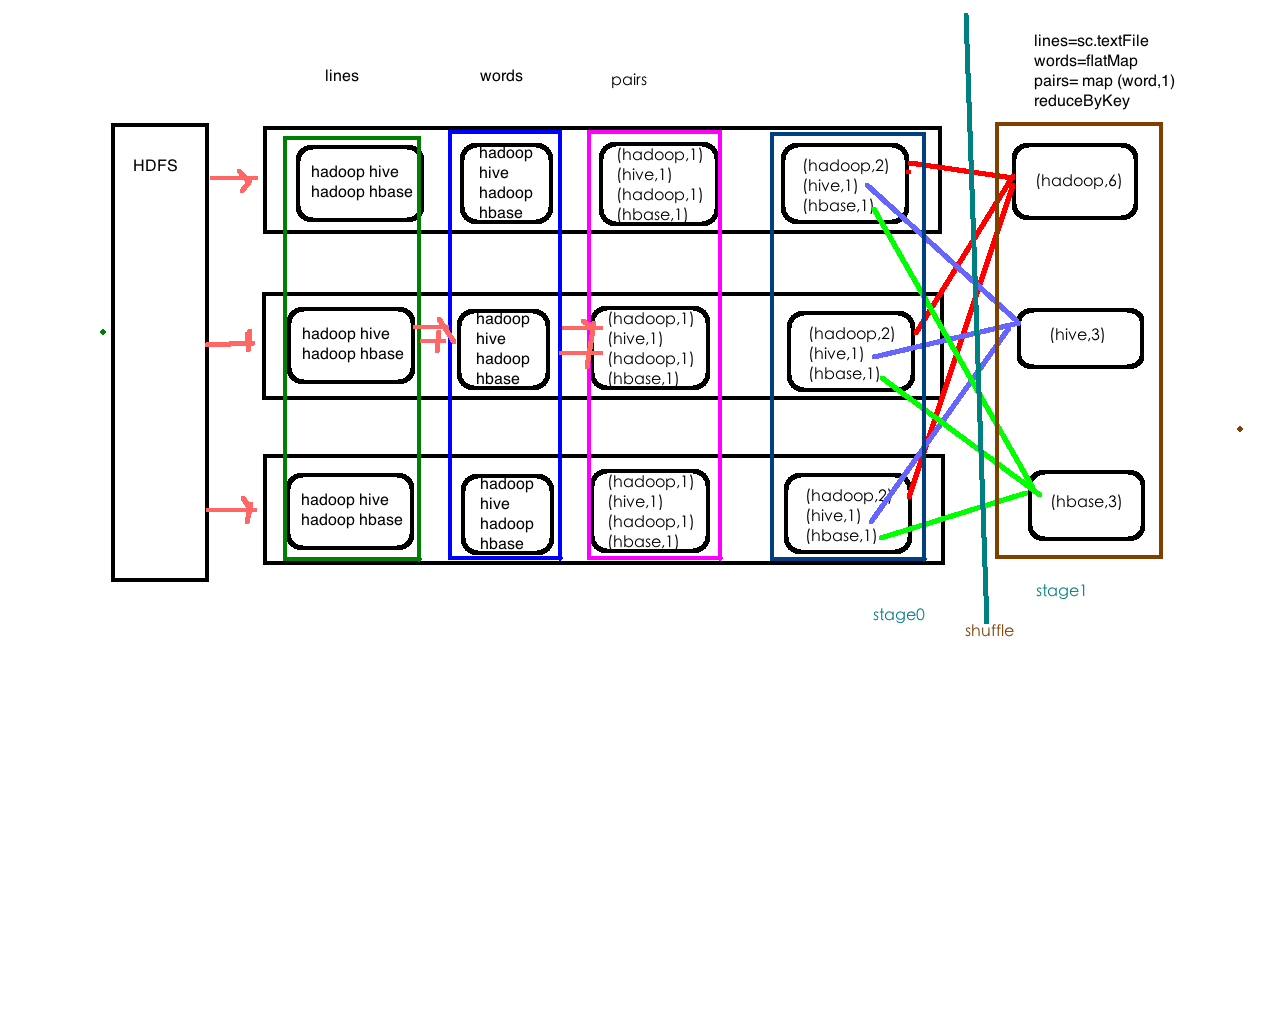 lines=sc.textFile
words=flatMap
pairs= map (word,1)
reduceByKey
lines
words
pairs
HDFS
hadoop hive
hadoop hbase
hadoop
hive
hadoop
hbase
(hadoop,1)
(hive,1)
(hadoop,1)
(hbase,1)
(hadoop,2)
(hive,1)
(hbase,1)
(hadoop,6)
hadoop hive
hadoop hbase
hadoop
hive
hadoop
hbase
(hadoop,1)
(hive,1)
(hadoop,1)
(hbase,1)
(hadoop,2)
(hive,1)
(hbase,1)
(hive,3)
hadoop hive
hadoop hbase
hadoop
hive
hadoop
hbase
(hadoop,1)
(hive,1)
(hadoop,1)
(hbase,1)
(hadoop,2)
(hive,1)
(hbase,1)
(hbase,3)
stage0
stage1
shuffle